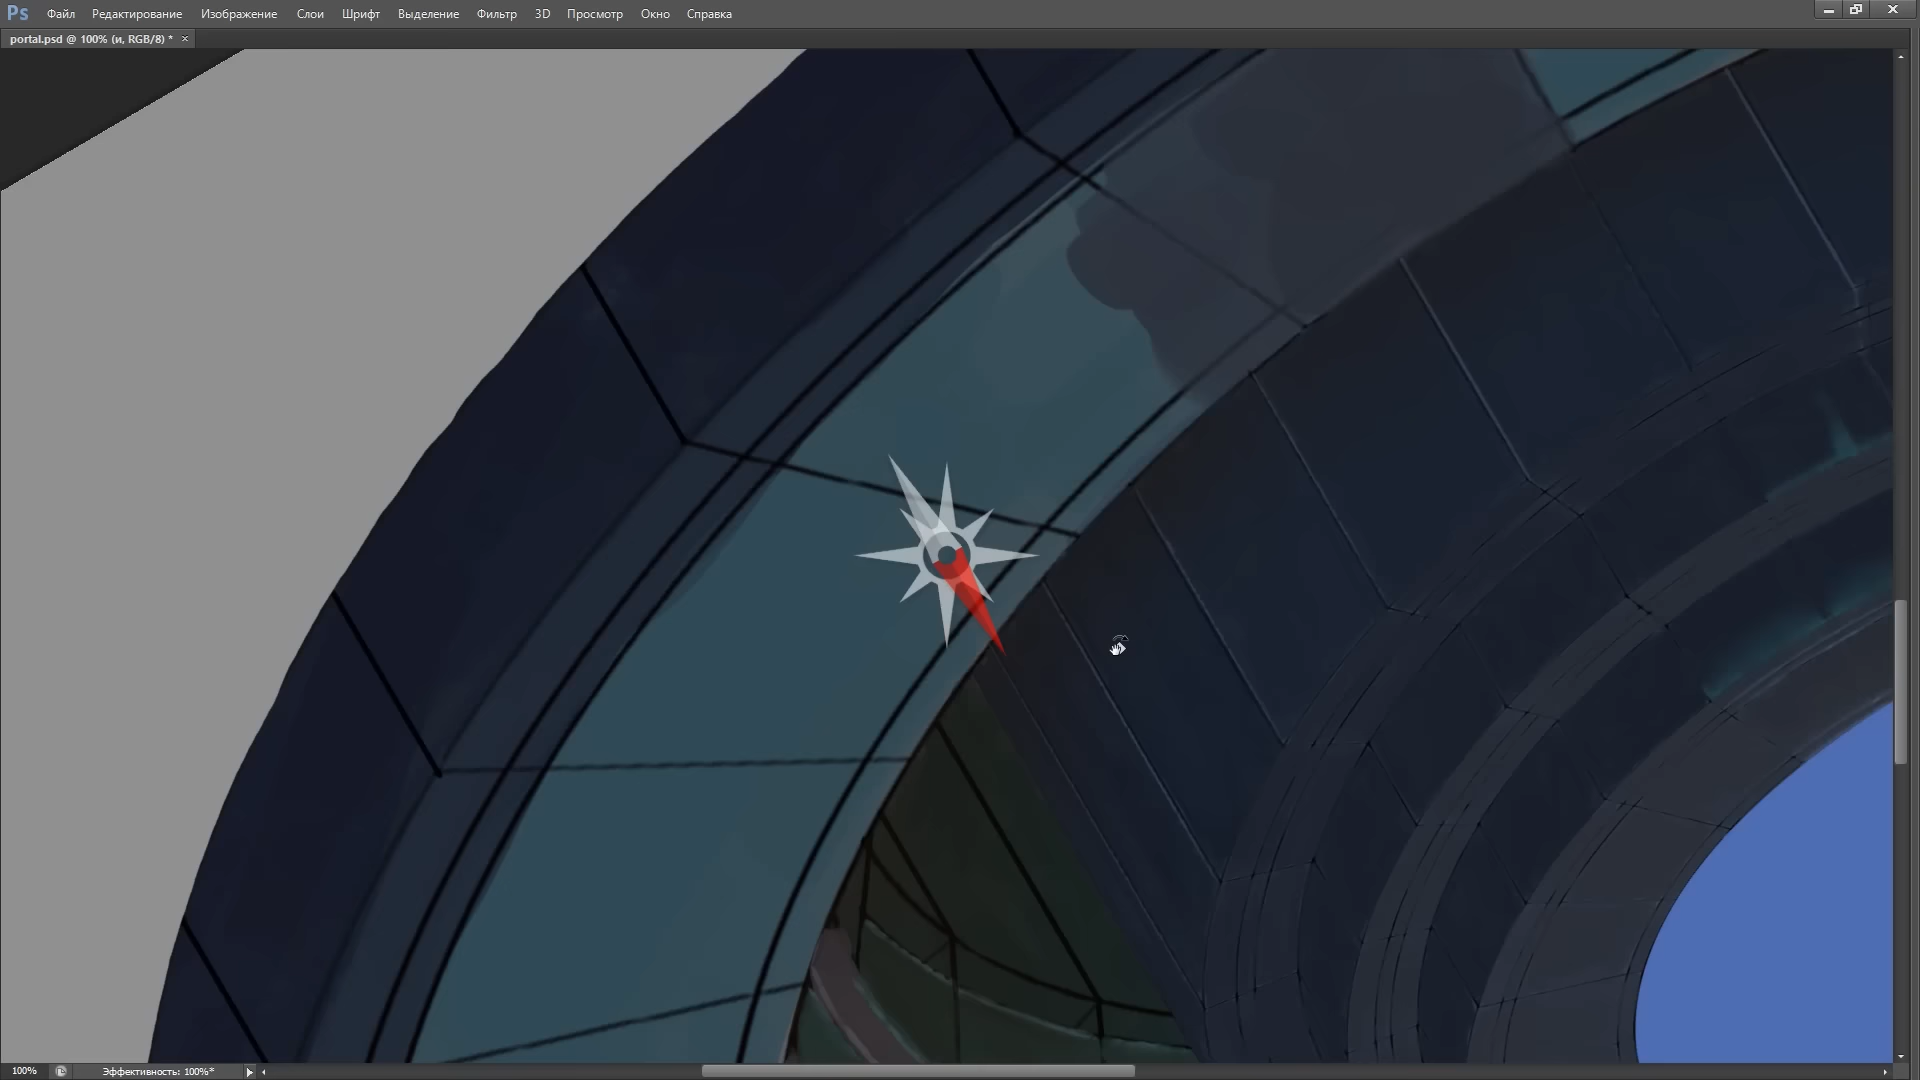 Ps Файл Редактирование Изображение Слои Шрифт Выделение Фильтр 3D Просмотр Окно Справка
portal.psd @ 100% (и, RGB/8) * ×
100% Эффективность: 100%*